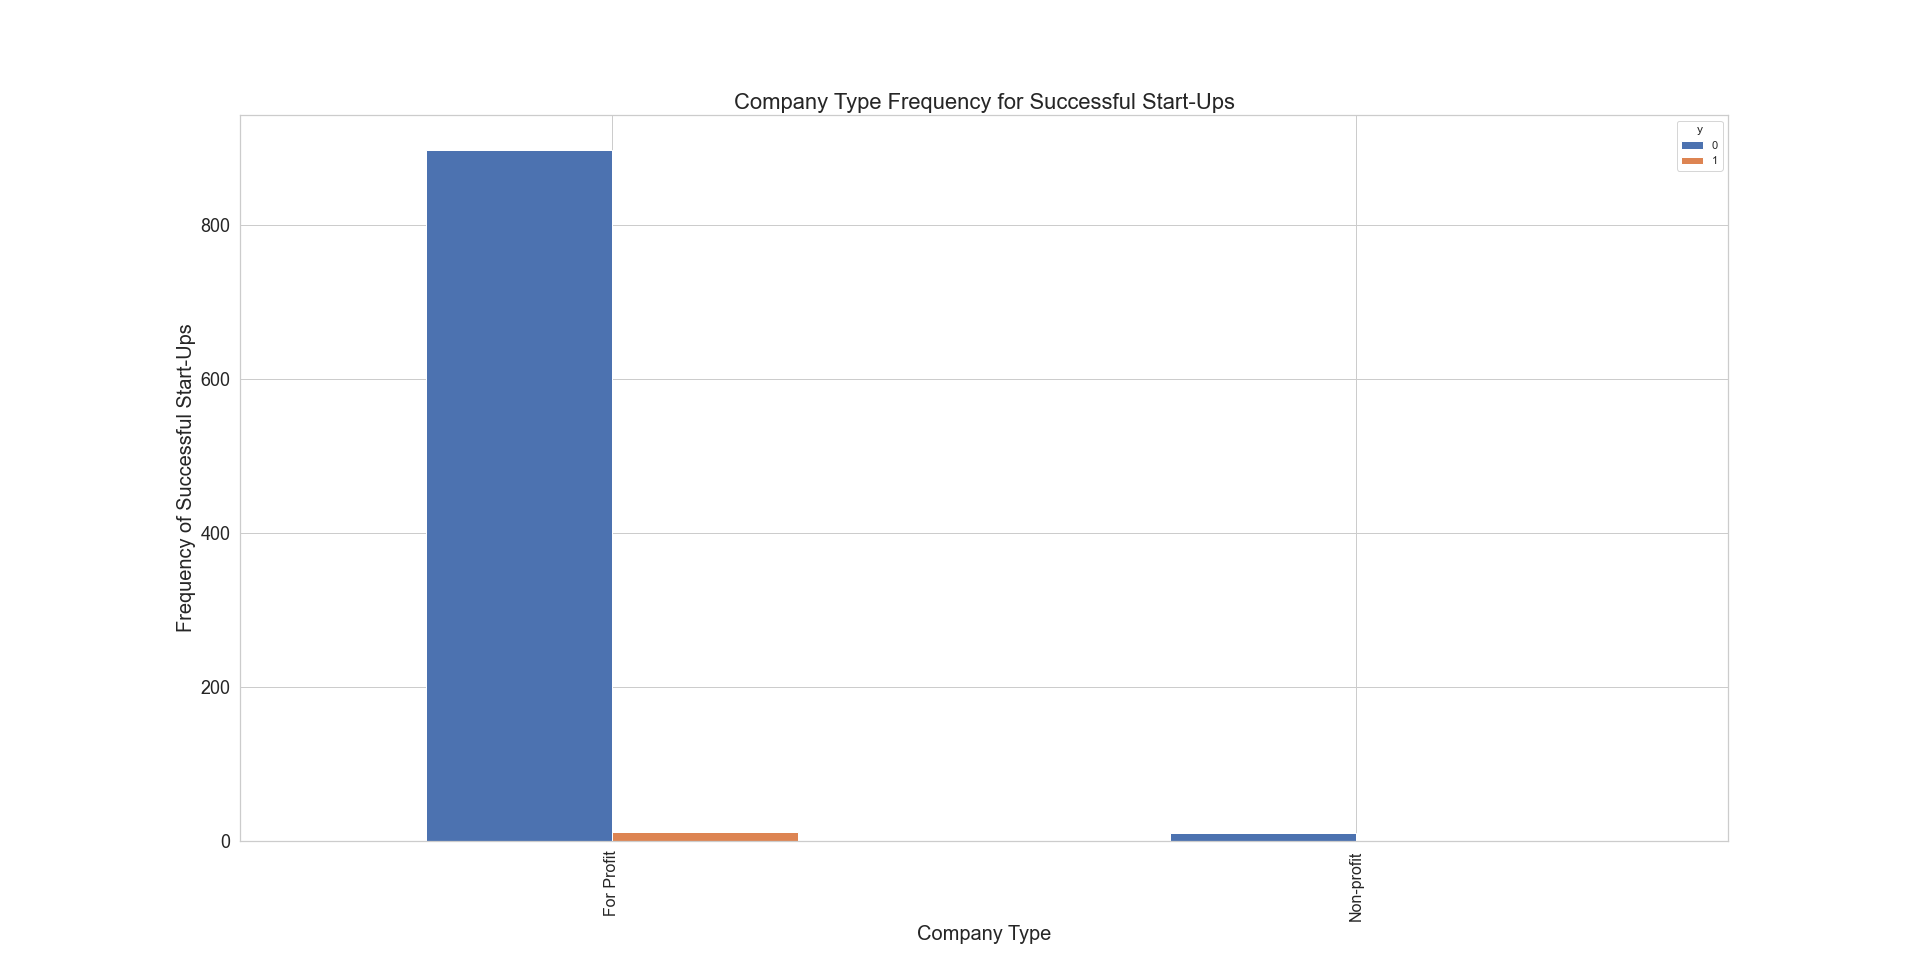 Company Type Frequency for Successful Start-Ups
y
0
1
800
600
400
200
0
Frequency of Successful Start-Ups
For Profit
Non-profit
Company Type